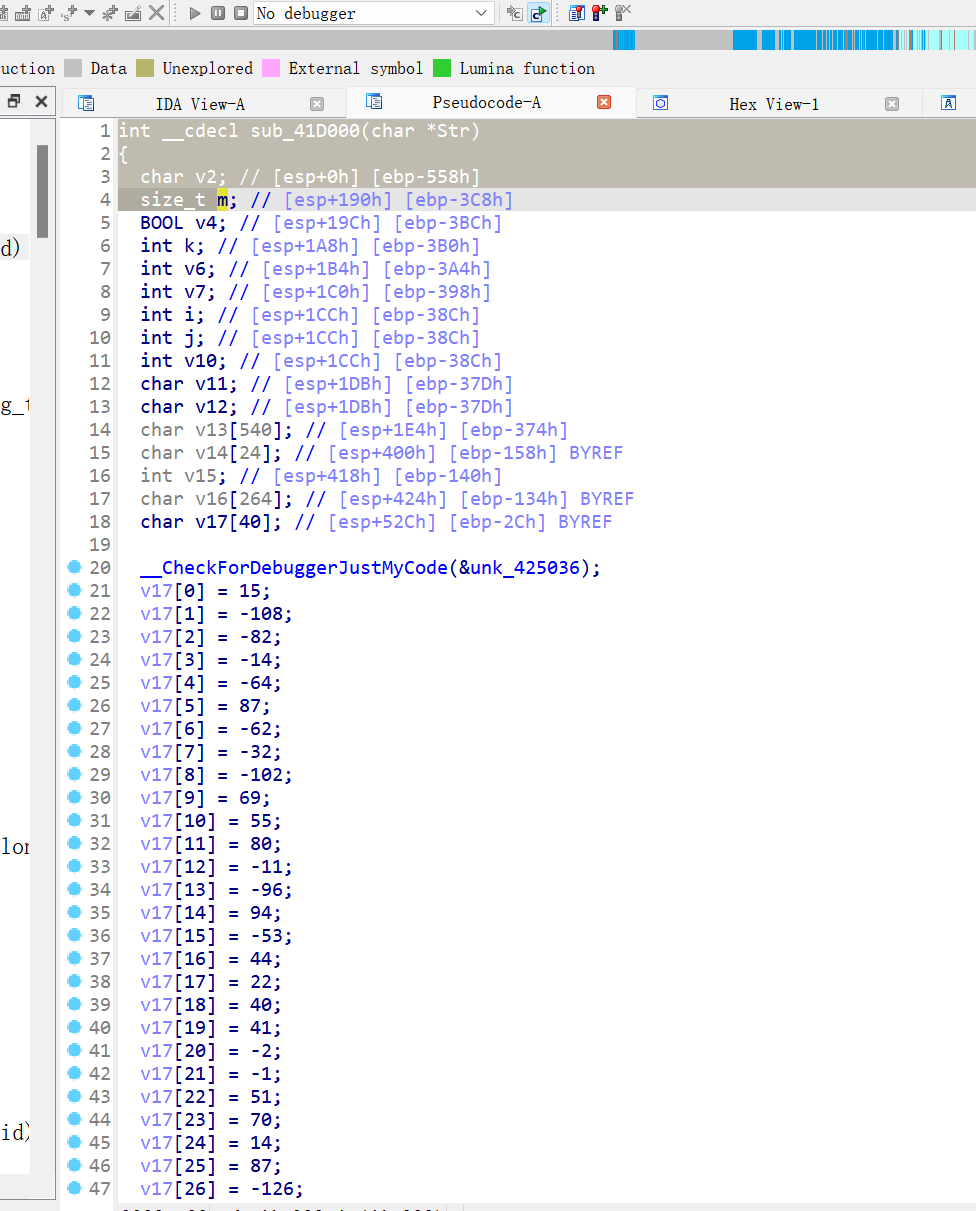 No debugger
uction Data Unexplored External symbol Lumina function
IDA View-A Pseudocode-A Hex View-1
1 int __cdecl sub_41D000(char *Str)
2 {
3 char v2; // [esp+0h] [ebp-558h]
4 size_t m; // [esp+190h] [ebp-3C8h]
5 BOOL v4; // [esp+19Ch] [ebp-3BCh]
d)
6 int k; // [esp+1A8h] [ebp-3B0h]
7 int v6; // [esp+1B4h] [ebp-3A4h]
8 int v7; // [esp+1C0h] [ebp-398h]
9 int i; // [esp+1CCh] [ebp-38Ch]
10 int j; // [esp+1CCh] [ebp-38Ch]
11 int v10; // [esp+1CCh] [ebp-38Ch]
12 char v11; // [esp+1DBh] [ebp-37Dh]
g_t
13 char v12; // [esp+1DBh] [ebp-37Dh]
14 char v13[540]; // [esp+1E4h] [ebp-374h]
15 char v14[24]; // [esp+400h] [ebp-158h] BYREF
16 int v15; // [esp+418h] [ebp-140h]
17 char v16[264]; // [esp+424h] [ebp-134h] BYREF
18 char v17[40]; // [esp+52Ch] [ebp-2Ch] BYREF
19
20 __CheckForDebuggerJustMyCode(&unk_425036);
21 v17[0] = 15;
22 v17[1] = -108;
23 v17[2] = -82;
24 v17[3] = -14;
25 v17[4] = -64;
26 v17[5] = 87;
27 v17[6] = -62;
28 v17[7] = -32;
29 v17[8] = -102;
30 v17[9] = 69;
31 v17[10] = 55;
32 v17[11] = 80;
lon
33 v17[12] = -11;
34 v17[13] = -96;
35 v17[14] = 94;
36 v17[15] = -53;
37 v17[16] = 44;
38 v17[17] = 22;
39 v17[18] = 40;
40 v17[19] = 41;
41 v17[20] = -2;
42 v17[21] = -1;
43 v17[22] = 51;
44 v17[23] = 70;
id)
45 v17[24] = 14;
46 v17[25] = 87;
47 v17[26] = -126;